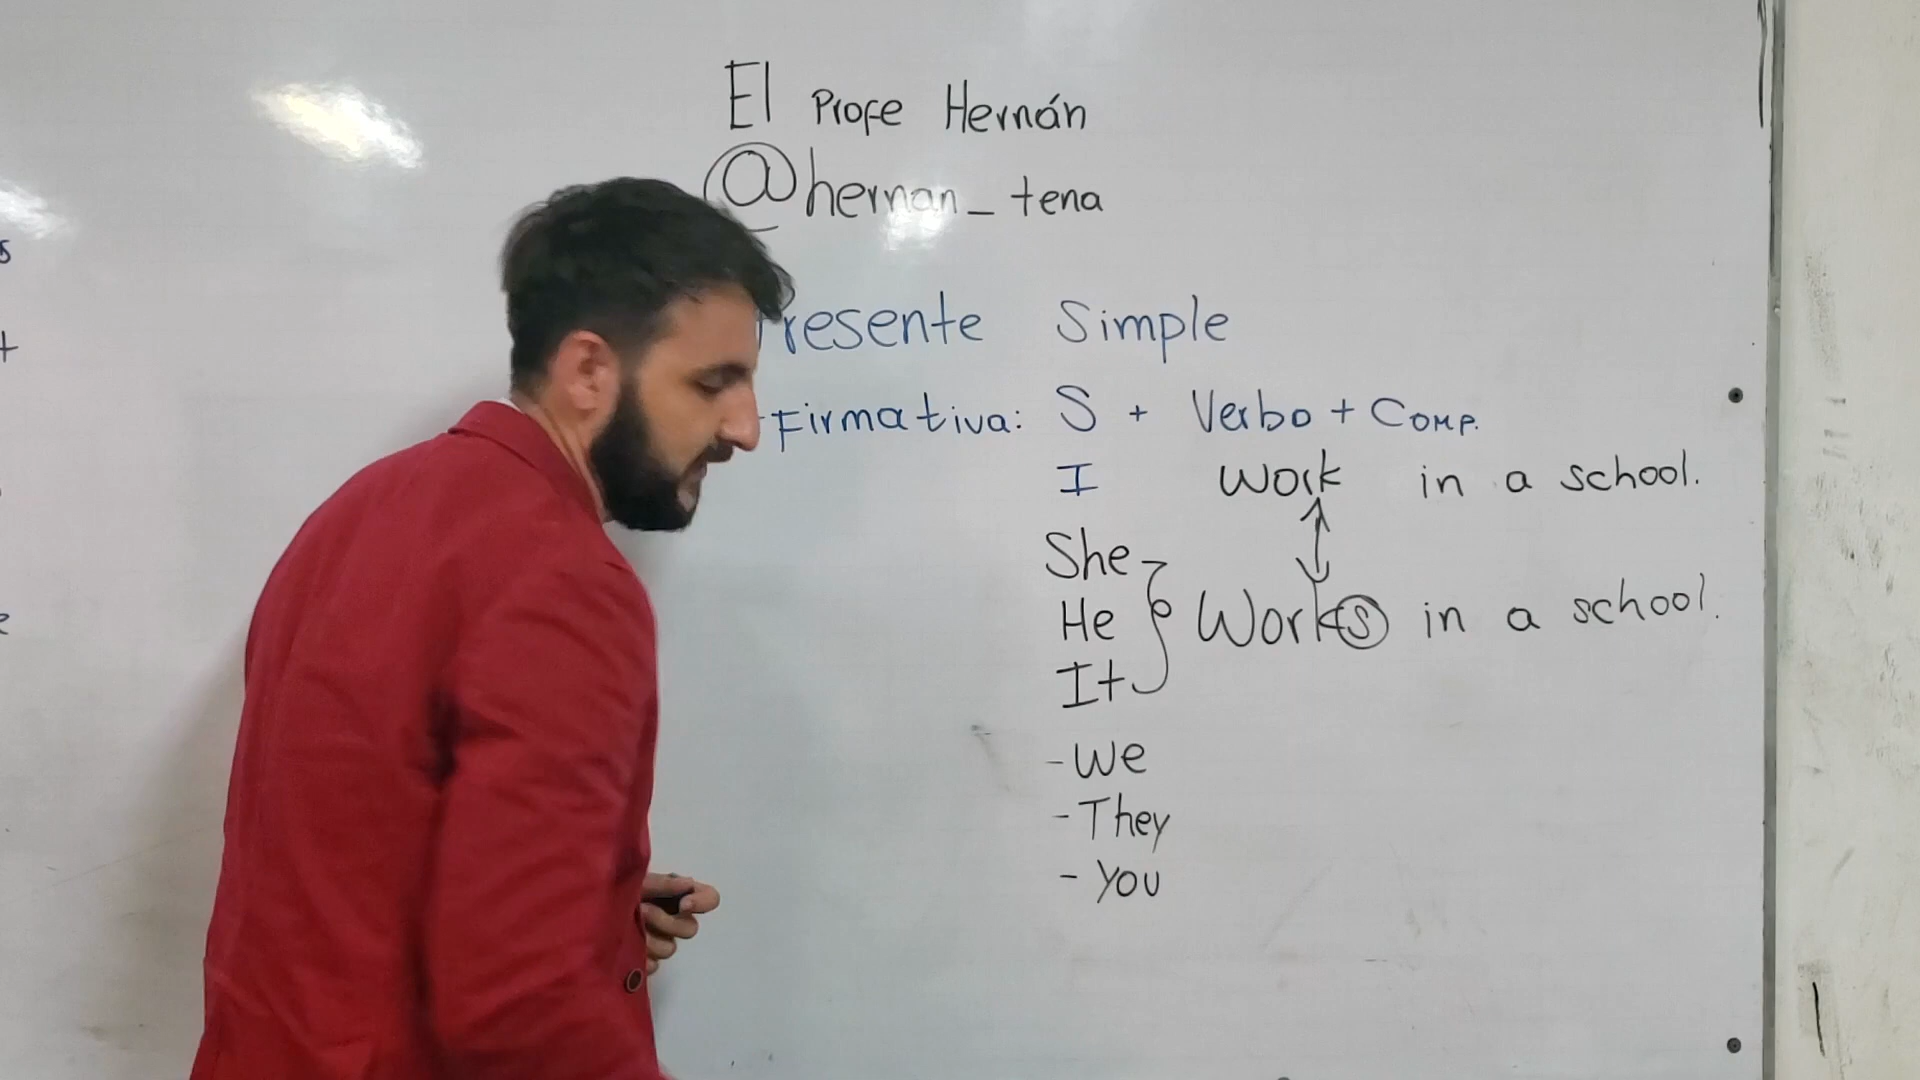 El Profe Hernán
@hernan_tena
Presente Simple
Firmativa: S + Verbo + Comp.
I work in a school.
She
He Works in a school.
It
- We
- They
- You